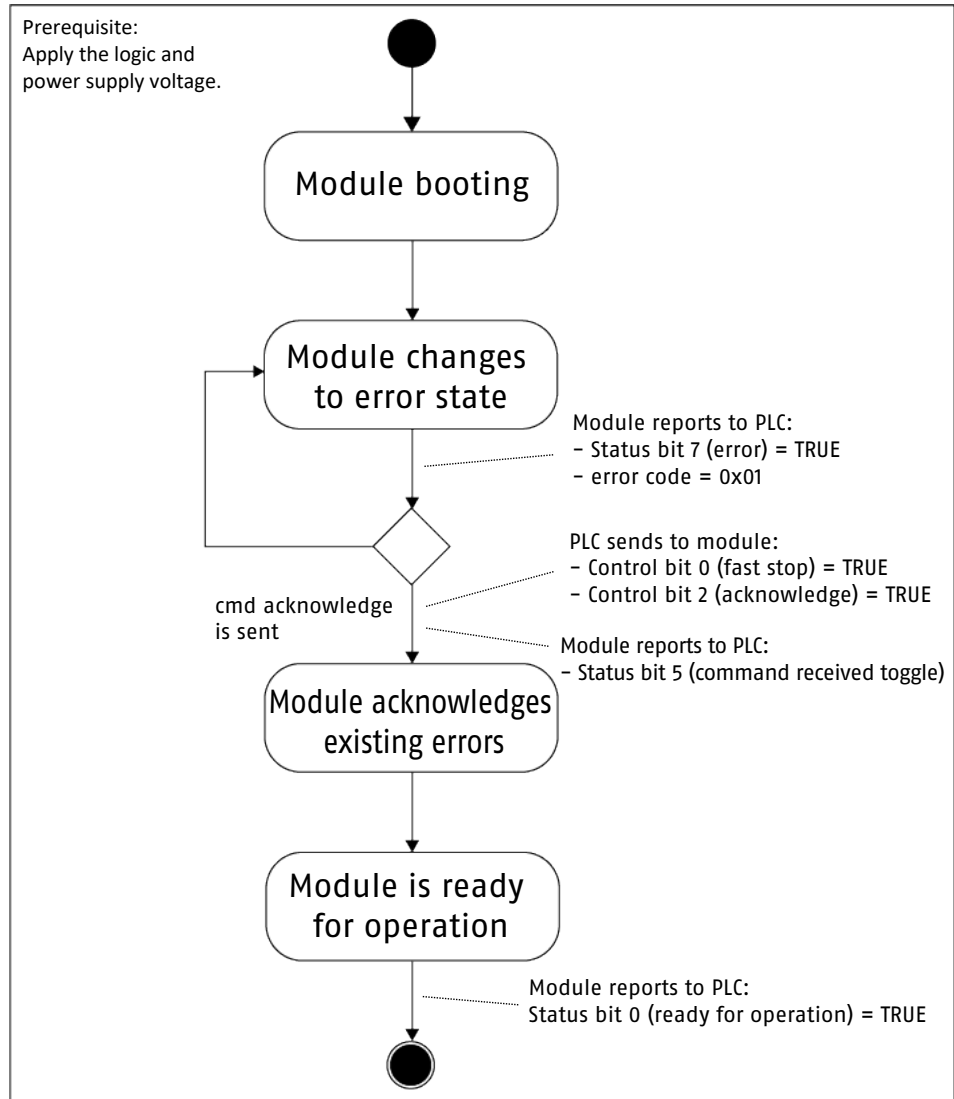 Prerequisite:
Apply the logic and
power supply voltage.
Module booting
Module changes
to error state
Module reports to PLC:
– Status bit 7 (error) = TRUE
– error code = 0x01
PLC sends to module:
– Control bit 0 (fast stop) = TRUE
– Control bit 2 (acknowledge) = TRUE
cmd acknowledge
is sent
Module reports to PLC:
– Status bit 5 (command received toggle)
Module acknowledges
existing errors
Module is ready
for operation
Module reports to PLC:
Status bit 0 (ready for operation) = TRUE